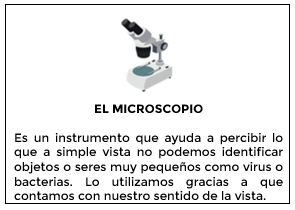 EL MICROSCOPIO
Es un instrumento que ayuda a percibir lo
que a simple vista no podemos identificar
objetos o seres muy pequeños como virus o
bacterias. Lo utilizamos gracias a que
contamos con nuestro sentido de la vista.